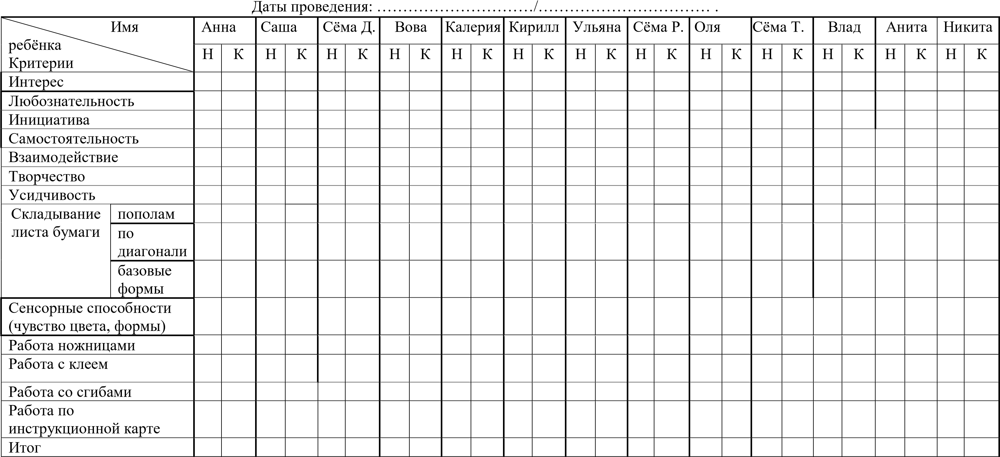 Даты проведения: …………………………/…………………………… .
Имя Анна Саша Сёма Д. Вова Калерия Кирилл Ульяна Сёма Р. Оля Сёма Т. Влад Анита Никита
ребёнка
Критерии Н К Н К Н К Н К Н К Н К Н К Н К Н К Н К Н К Н К Н К
Интерес
Любознательность
Инициатива
Самостоятельность
Взаимодействие
Творчество
Усидчивость
Складывание пополам
листа бумаги по
диагонали
базовые
формы
Сенсорные способности
(чувство цвета, формы)
Работа ножницами
Работа с клеем
Работа со сгибами
Работа по
инструкционной карте
Итог